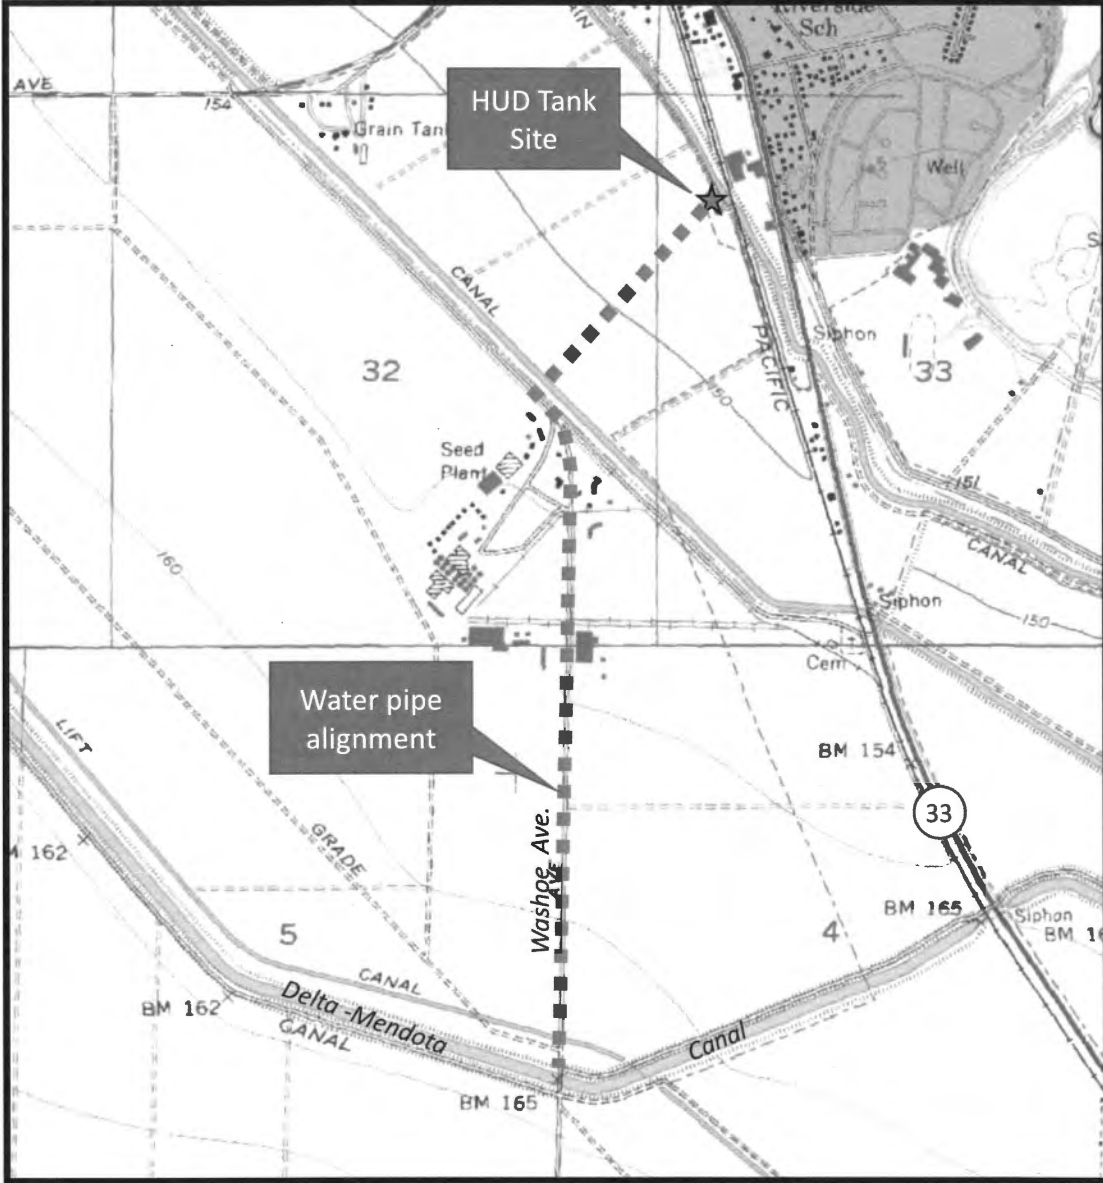 Riverside
Sch
AVE
154
HUD Tank
Site
Grain Tank
Well
CANAL
32
Siphon
33
PACIFIC
150
Seed
Plant
151
CANAL
160
Siphon
150
Cem
Water pipe
alignment
LIFT
BM 154
33
GRADE
162
Washoe Ave.
AVE
BM 165
Siphon
5
4
CANAL
BM 162
Delta -Mendota
CANAL
Canal
BM 165